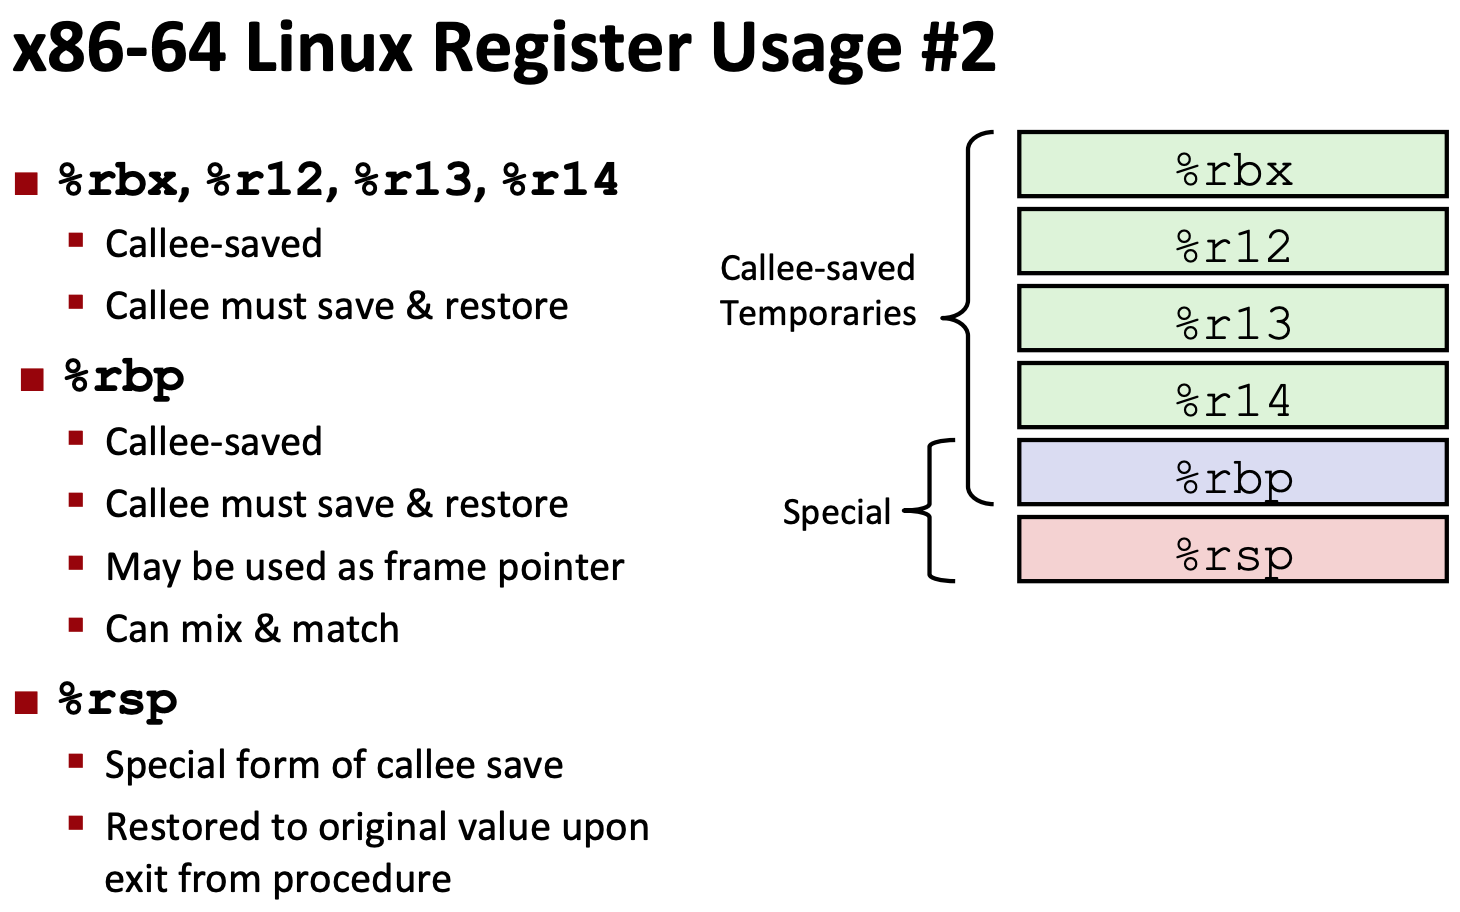 x86-64 Linux Register Usage #2
%rbx, %r12, %r13, %r14
Callee-saved
Callee must save & restore
%rbp
Callee-saved
Callee must save & restore
May be used as frame pointer
Can mix & match
%rsp
Special form of callee save
Restored to original value upon
exit from procedure
Callee-saved
Temporaries
Special
%rbx
%r12
%r13
%r14
%rbp
%rsp